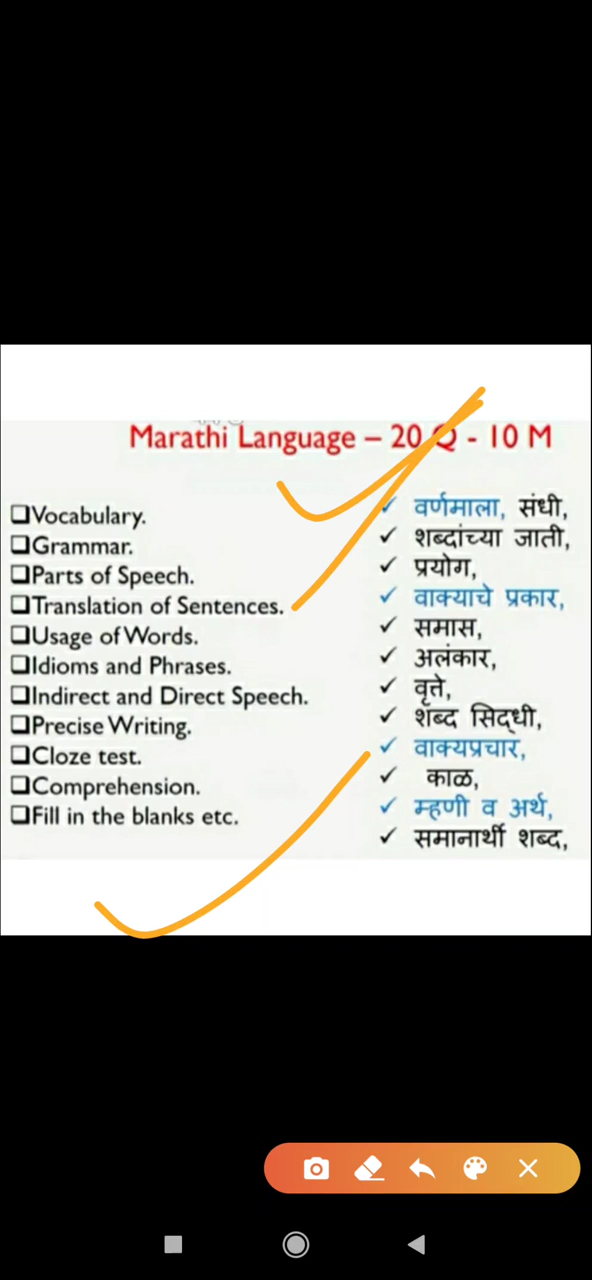 Marathi Language – 20 Q - 10 M
❑Vocabulary.
❑Grammar.
❑Parts of Speech.
❑Translation of Sentences.
❑Usage of Words.
❑Idioms and Phrases.
❑Indirect and Direct Speech.
❑Precise Writing.
❑Cloze test.
❑Comprehension.
❑Fill in the blanks etc.
✓ वर्णमाला, संधी,
✓ शब्दांच्या जाती,
✓ प्रयोग,
✓ वाक्याचे प्रकार,
✓ समास,
✓ अलंकार,
✓ वृत्ते,
✓ शब्द सिद्धी,
✓ वाक्यप्रचार,
✓ काळ,
✓ म्हणी व अर्थ,
✓ समानार्थी शब्द,